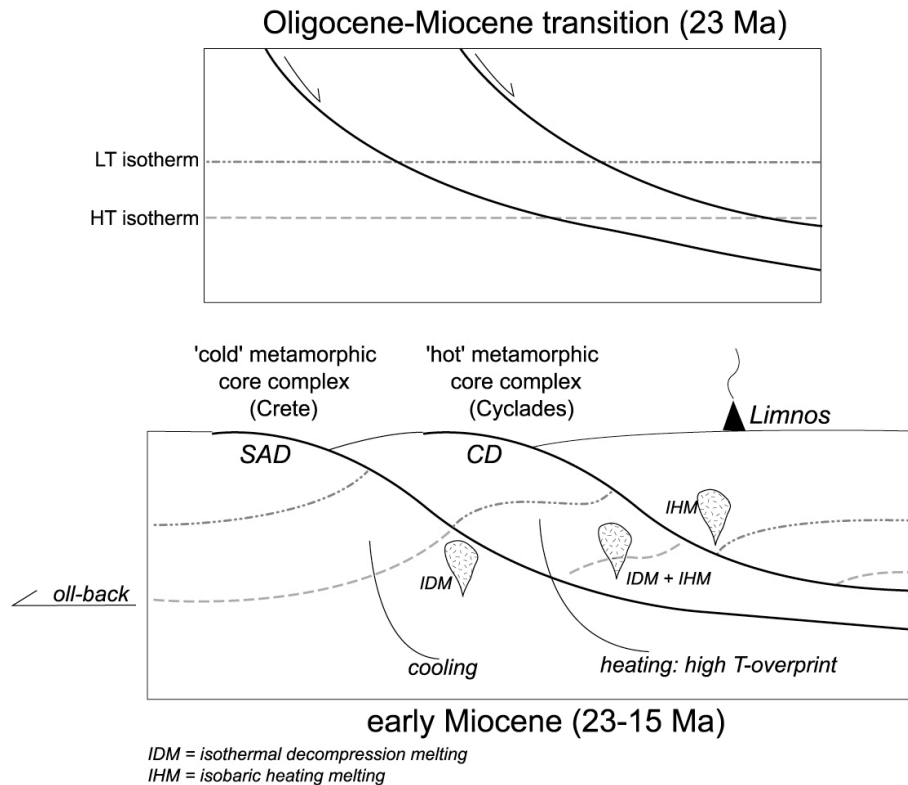 Oligocene-Miocene transition (23 Ma)
LT isotherm
HT isotherm
'cold' metamorphic
core complex
(Crete)
'hot' metamorphic
core complex
(Cyclades)
Limnos
SAD
CD
IHM
IDM
IDM + IHM
oll-back
cooling
heating: high T-overprint
early Miocene (23-15 Ma)
IDM = isothermal decompression melting
IHM = isobaric heating melting